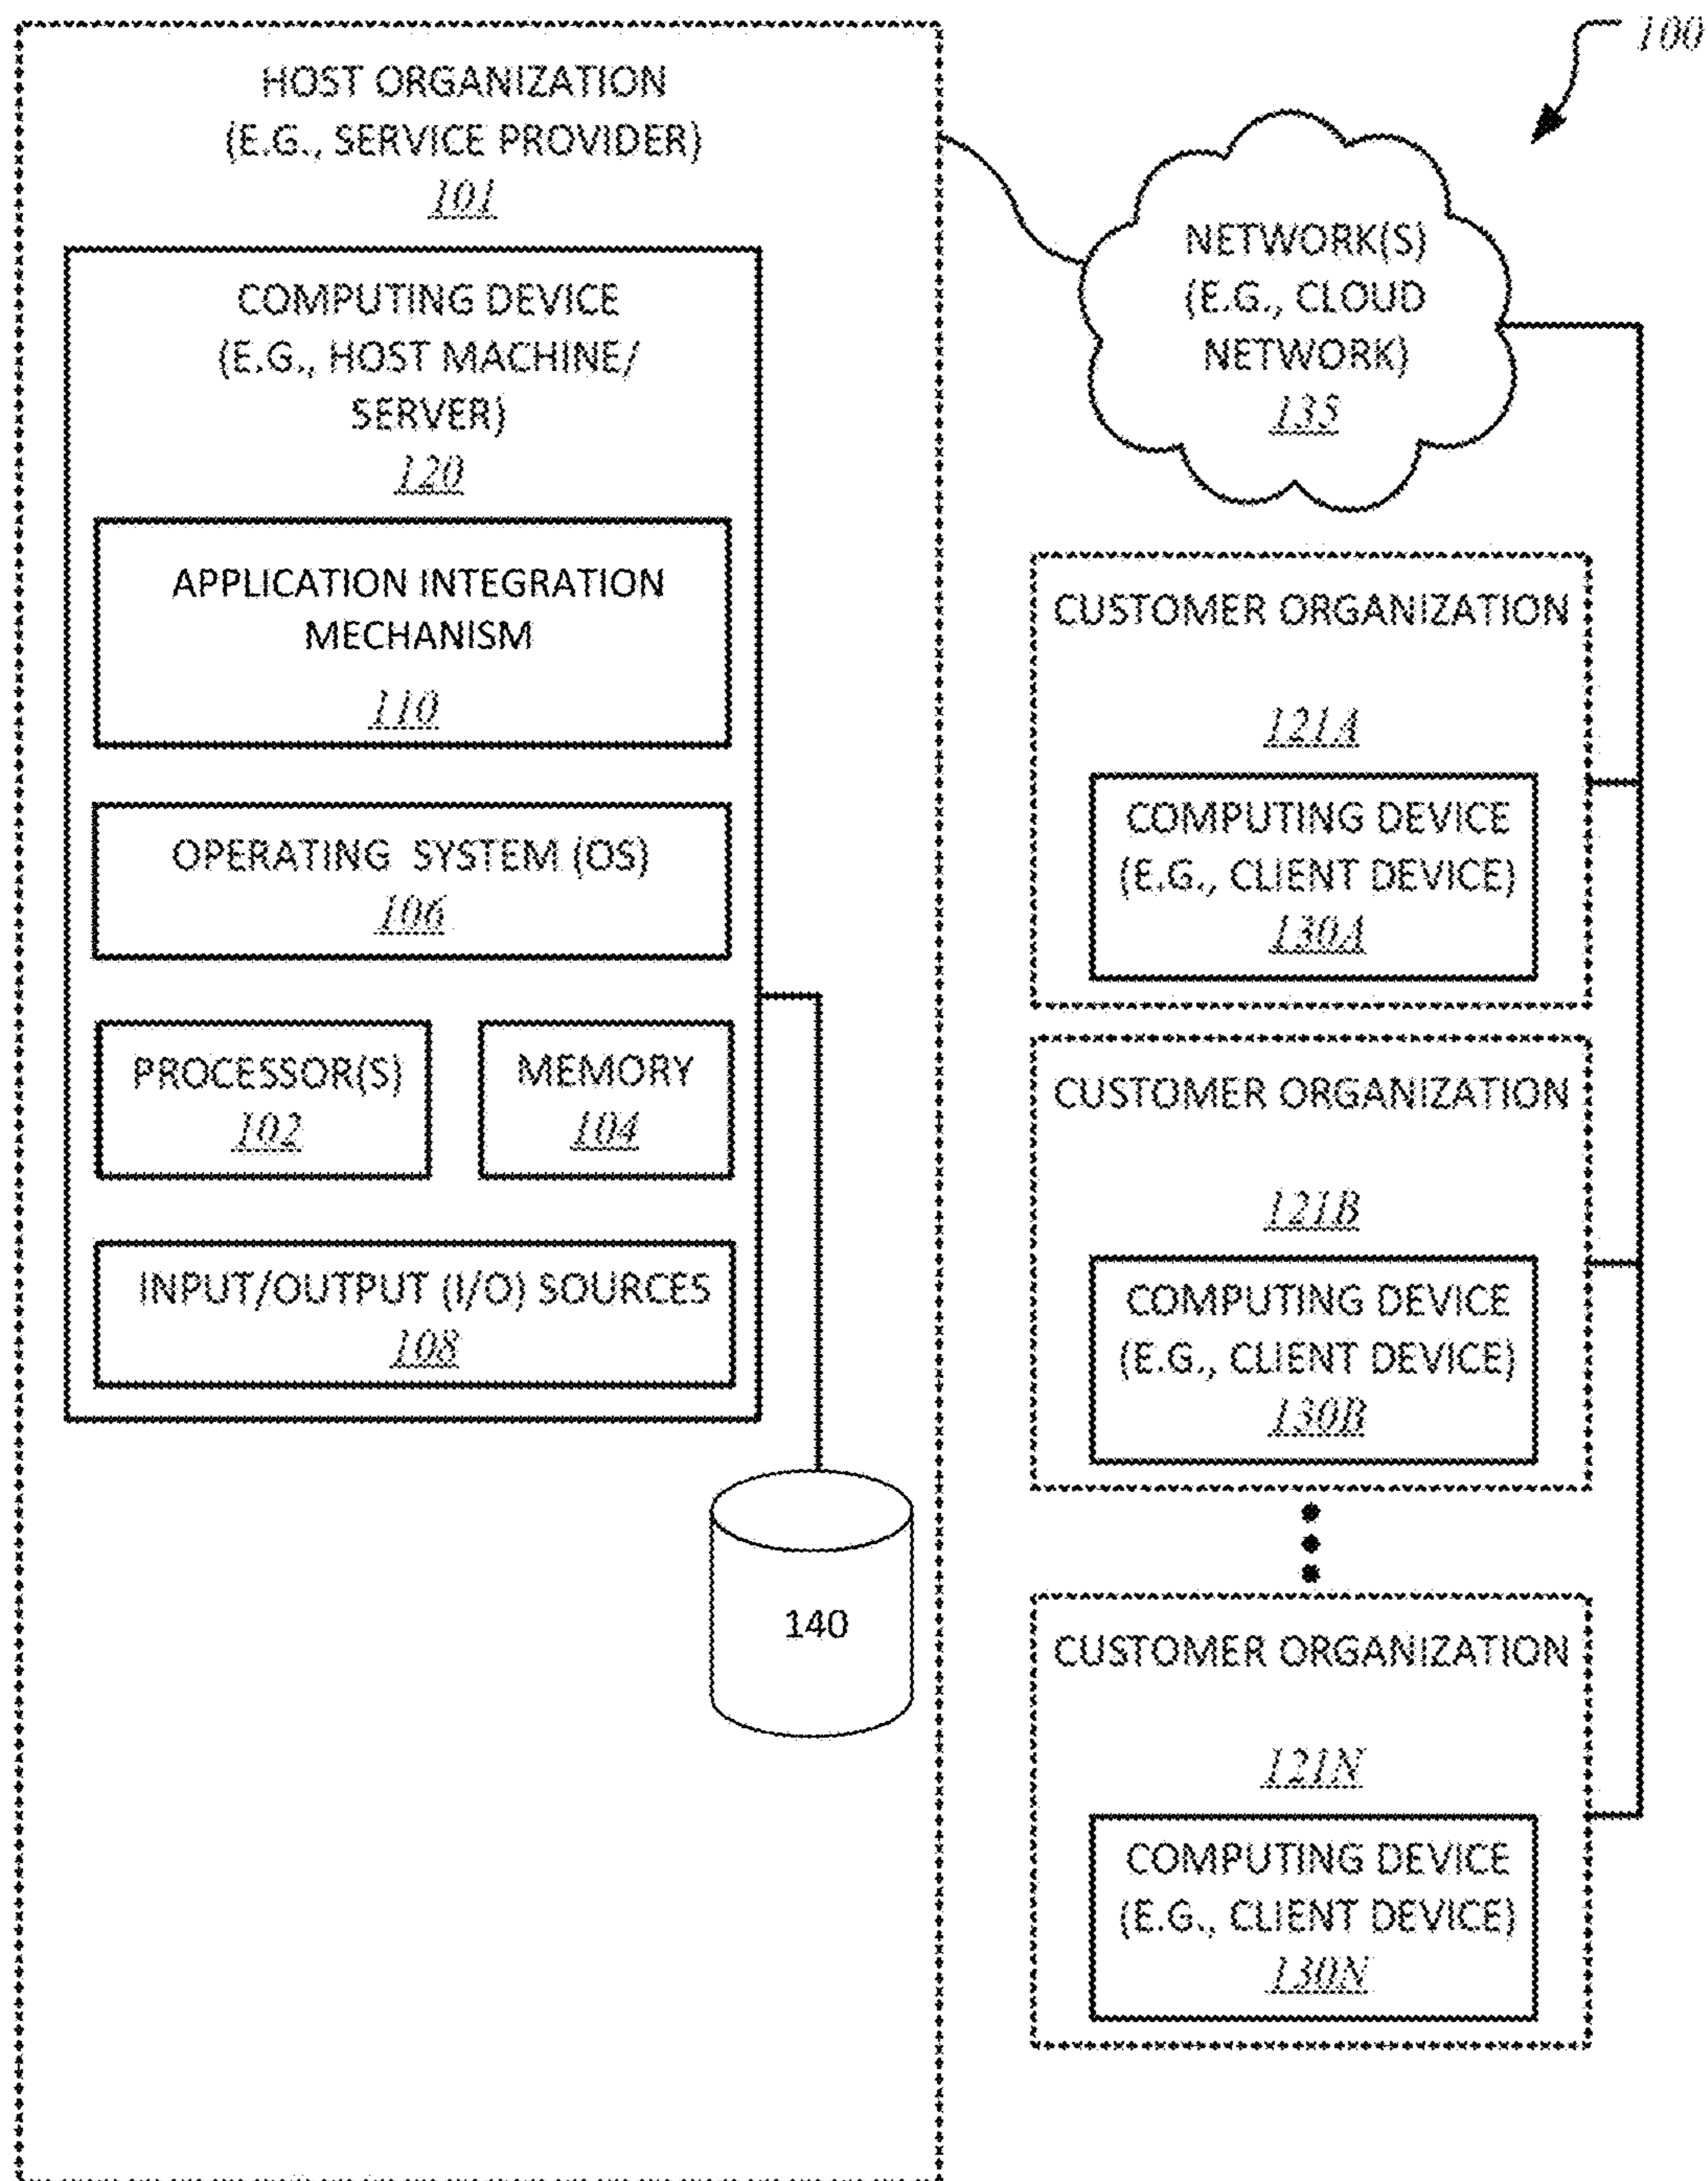 100
HOST ORGANIZATION
(E.G., SERVICE PROVIDER)
101
COMPUTING DEVICE
(E.G., HOST MACHINE/
SERVER)
120
APPLICATION INTEGRATION
MECHANISM
110
OPERATING SYSTEM (OS)
106
PROCESSOR(S)
102
MEMORY
104
INPUT/OUTPUT (I/O) SOURCES
108
140
NETWORK(S)
(E.G., CLOUD
NETWORK)
135
CUSTOMER ORGANIZATION
121A
COMPUTING DEVICE
(E.G., CLIENT DEVICE)
130A
CUSTOMER ORGANIZATION
121B
COMPUTING DEVICE
(E.G., CLIENT DEVICE)
130B
CUSTOMER ORGANIZATION
121N
COMPUTING DEVICE
(E.G., CLIENT DEVICE)
130N